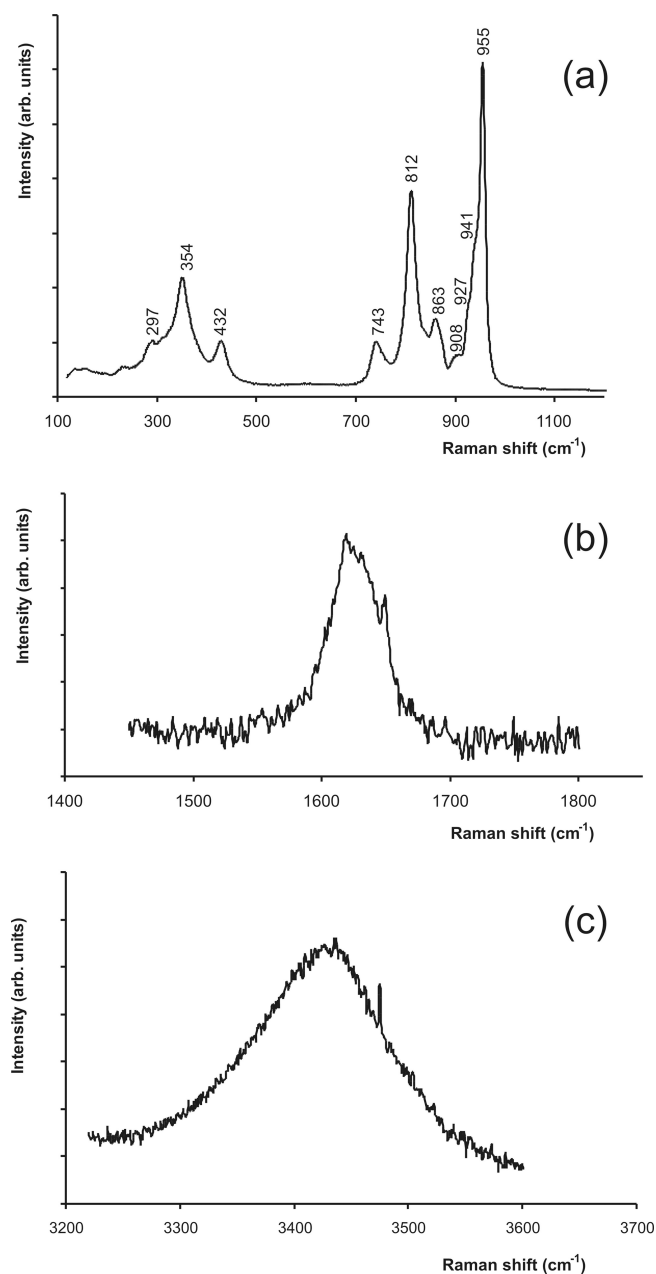 (a)
Intensity (arb. units)
297
354
432
743
812
863
908
927
941
955
100 300 500 700 900 1100
Raman shift (cm⁻¹)
(b)
Intensity (arb. units)
1400 1500 1600 1700 1800
Raman shift (cm⁻¹)
(c)
Intensity (arb. units)
3200 3300 3400 3500 3600 3700
Raman shift (cm⁻¹)